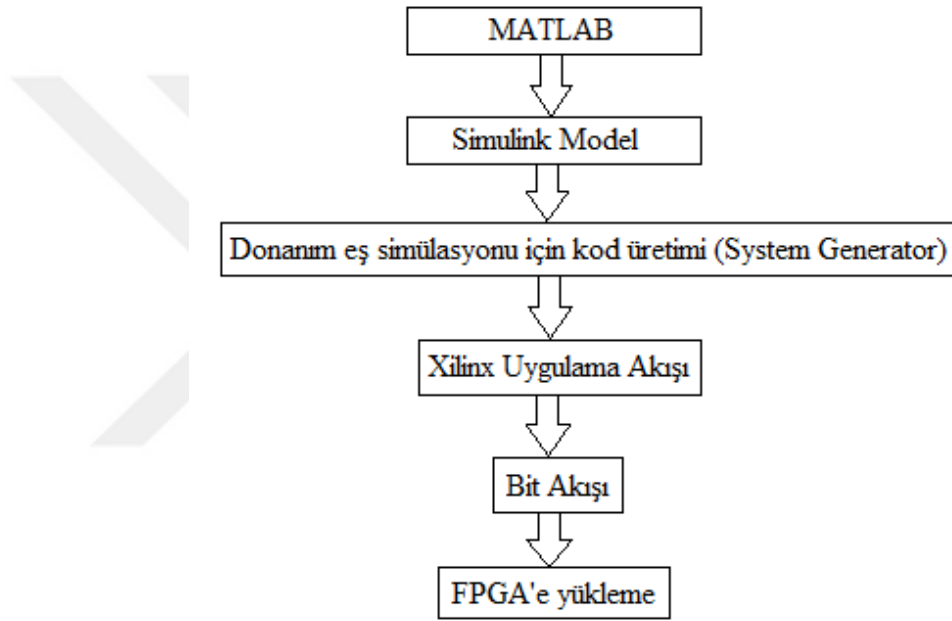 MATLAB
Simulink Model
Donanım eş simülasyonu için kod üretimi (System Generator)
Xilinx Uygulama Akışı
Bit Akışı
FPGA'e yükleme